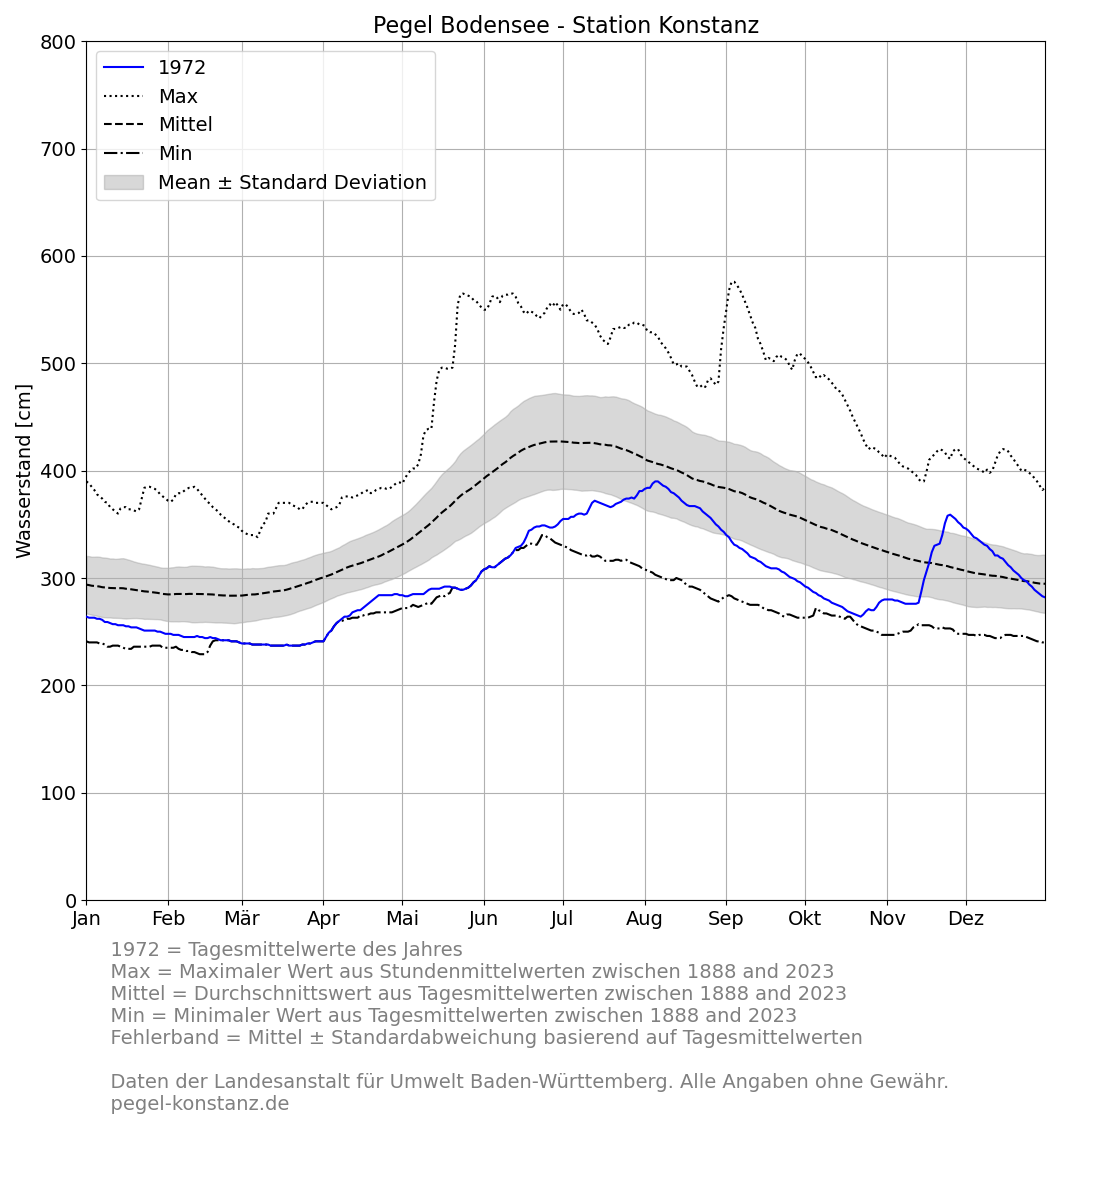 Pegel Bodensee - Station Konstanz
800
700
600
500
400
300
200
100
0
Wasserstand [cm]
1972
Max
Mittel
Min
Mean ± Standard Deviation
Jan Feb Mär Apr Mai Jun Jul Aug Sep Okt Nov Dez
1972 = Tagesmittelwerte des Jahres
Max = Maximaler Wert aus Stundenmittelwerten zwischen 1888 and 2023
Mittel = Durchschnittswert aus Tagesmittelwerten zwischen 1888 and 2023
Min = Minimaler Wert aus Tagesmittelwerten zwischen 1888 and 2023
Fehlerband = Mittel ± Standardabweichung basierend auf Tagesmittelwerten
Daten der Landesanstalt für Umwelt Baden-Württemberg. Alle Angaben ohne Gewähr.
pegel-konstanz.de